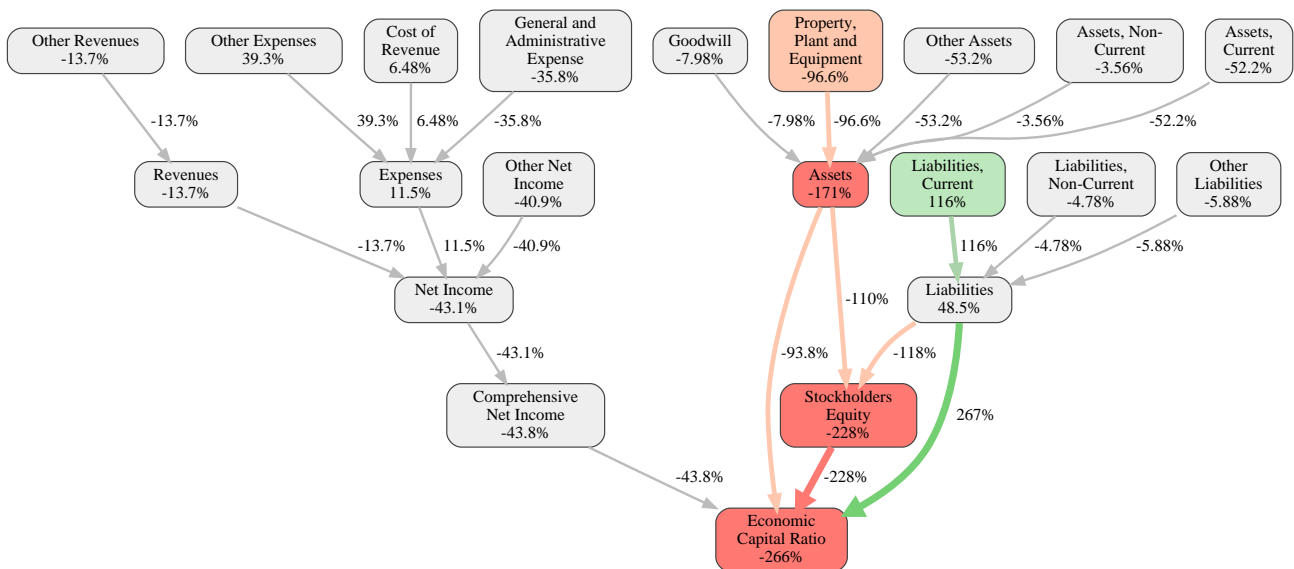 Other Revenues
-13.7%
Other Expenses
39.3%
Cost of
Revenue
6.48%
General and
Administrative
Expense
-35.8%
Goodwill
-7.98%
Property,
Plant and
Equipment
-96.6%
Other Assets
-53.2%
Assets, Non-
Current
-3.56%
Assets,
Current
-52.2%
-13.7%
39.3%
6.48%
-35.8%
-7.98%
-96.6%
-53.2%
-3.56%
-52.2%
Revenues
-13.7%
Expenses
11.5%
Other Net
Income
-40.9%
Assets
-171%
Liabilities,
Current
116%
Liabilities,
Non-Current
-4.78%
Other
Liabilities
-5.88%
-13.7%
11.5%
-40.9%
116%
-4.78%
-5.88%
Net Income
-43.1%
-110%
Liabilities
48.5%
-43.1%
-93.8%
-118%
Comprehensive
Net Income
-43.8%
Stockholders
Equity
-228%
267%
-43.8%
-228%
Economic
Capital Ratio
-266%